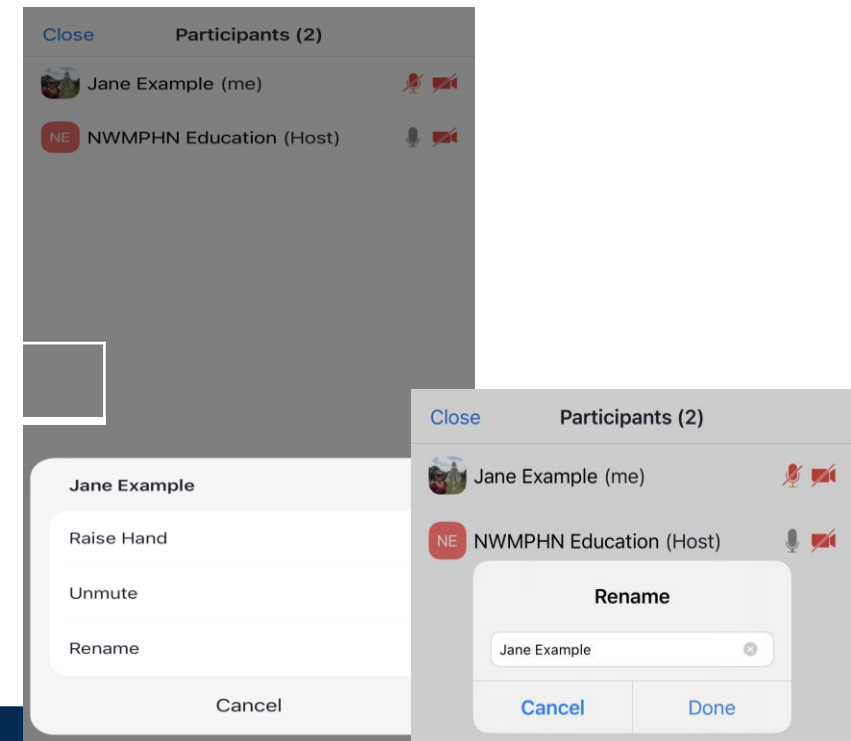 Close Participants (2)
Jane Example (me)
NE NWMPHN Education (Host)
Jane Example
Raise Hand
Unmute
Rename
Cancel
Close Participants (2)
Jane Example (me)
NE NWMPHN Education (Host)
Rename
Jane Example
Cancel Done